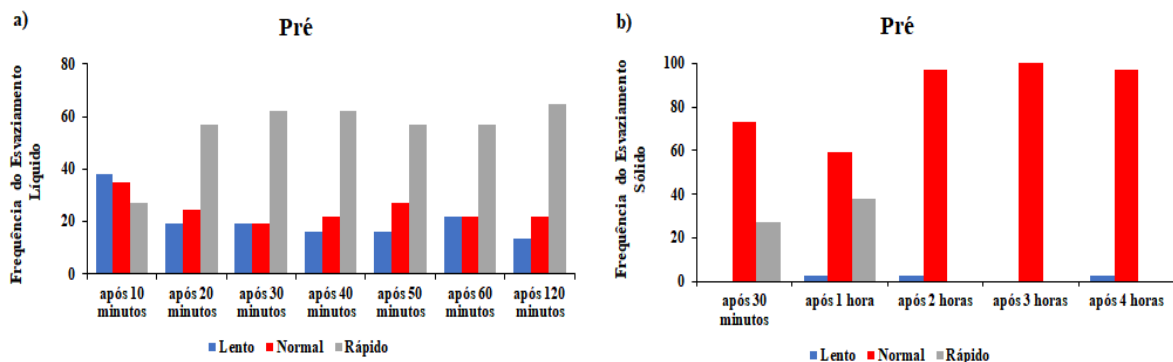 a)
Pré
Frequência do Esvaziamento
Líquido
80
60
40
20
0
após 10
minutos
após 20
minutos
após 30
minutos
após 40
minutos
após 50
minutos
após 60
minutos
após 120
minutos
Lento Normal Rápido
b)
Pré
Frequência do Esvaziamento
Sólido
100
80
60
40
20
0
após 30
minutos
após 1 hora
após 2 horas
após 3 horas
após 4 horas
Lento Normal Rápido